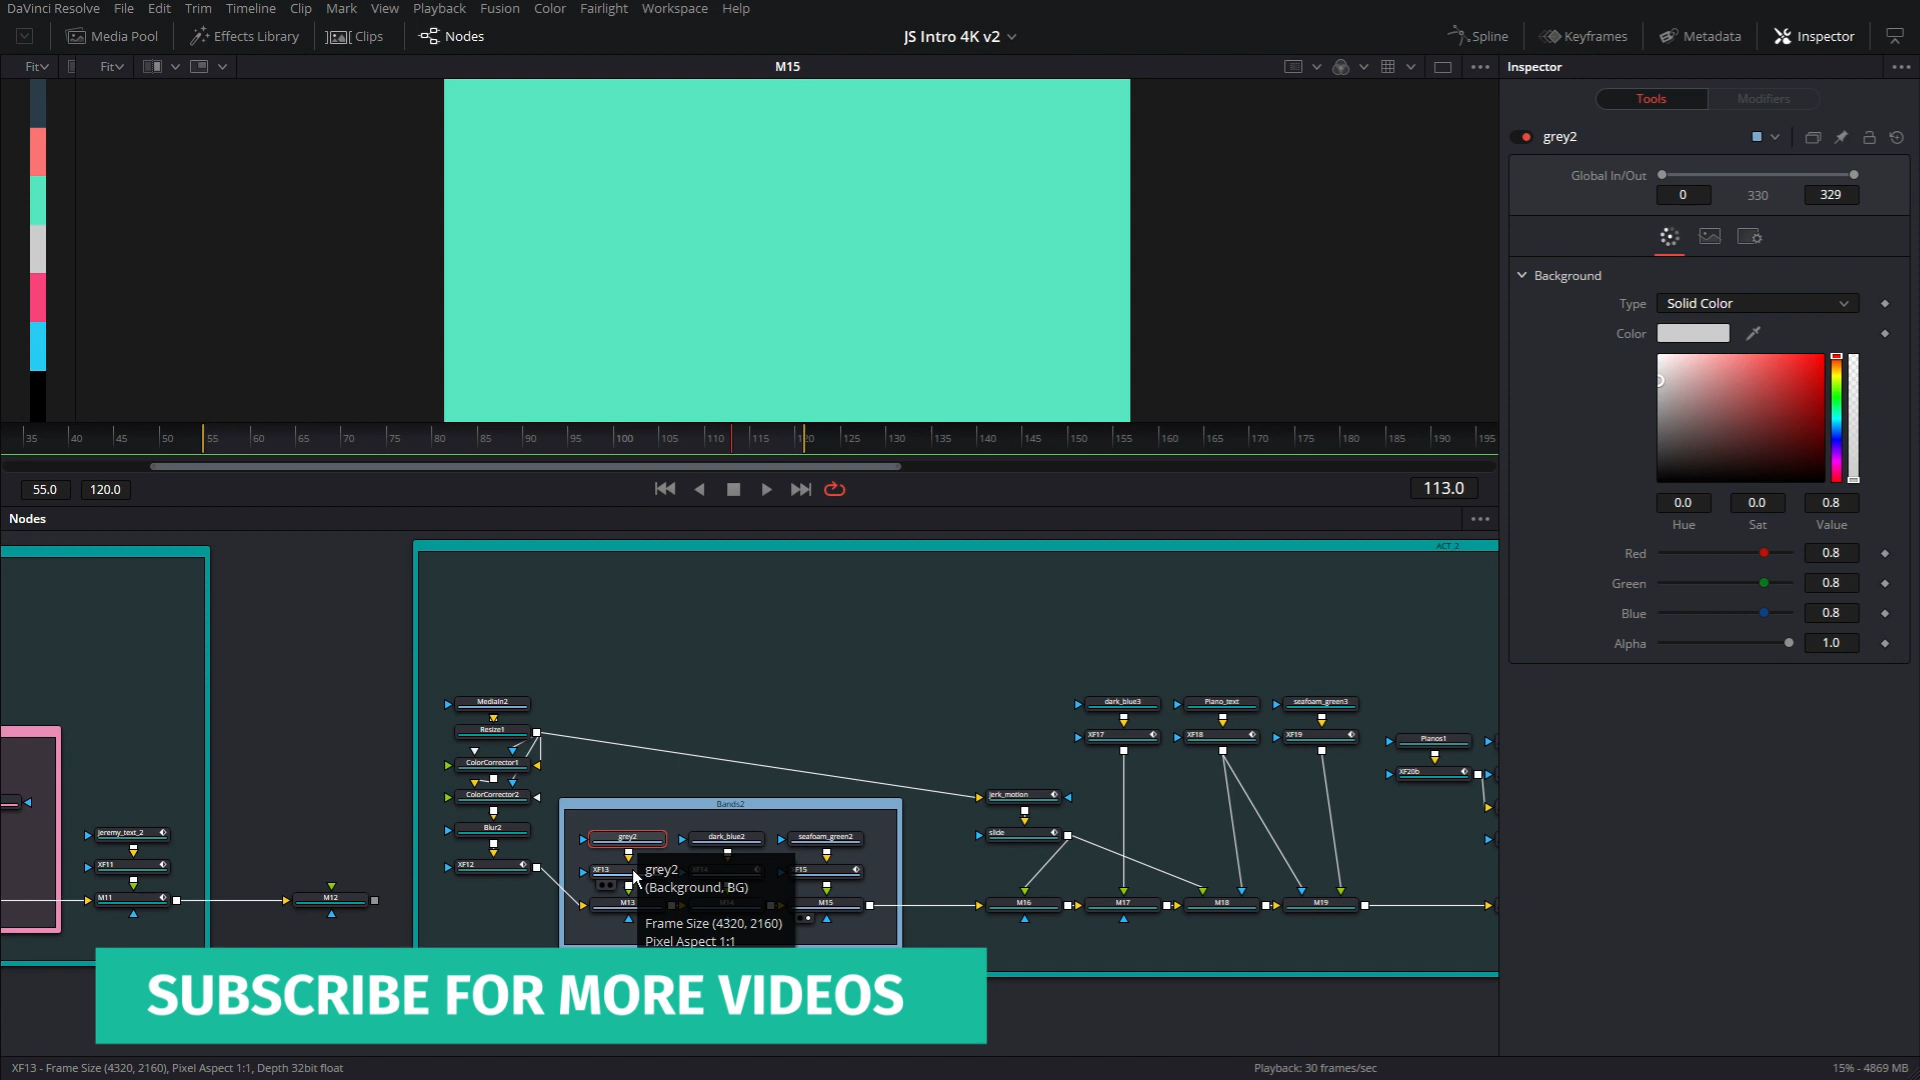 DaVinci Resolve File Edit Trim Timeline Clip Mark View Playback Fusion Color Fairlight Workspace Help
Media Pool Effects Library Clips Nodes JS Intro 4K v2 Spline Keyframes Metadata Inspector
Fit Fit M15 Inspector
Tools Modifiers
grey2
Global In/Out
0 330 329
Background
Type Solid Color
Color
35 40 45 50 55 60 65 70 75 80 85 90 95 100 105 110 115 120 125 130 135 140 145 150 155 160 165 170 175 180 185 190 195
55.0 120.0 113.0
0.0 0.0 0.8
Hue Sat Value
Nodes
Red 0.8
Green 0.8
Blue 0.8
Alpha 1.0
ACT_2
MediaIn2 dark_blue3 Plano_text seafoam_green3
Resize1 XF17 XF18 XF19 Planos1
ColorCorrector1 XF20b
ColorCorrector2 jerk_motion
Bands2
Jeremy_text_2 Blur2 grey2 dark_blue2 seafoam_green2 slide
XF11 XF12 XF13 XF14 XF15
M11 M12 M13 M14 M15 M16 M17 M18 M19
grey2
(Background, BG)
Frame Size (4320, 2160)
Pixel Aspect 1:1
SUBSCRIBE FOR MORE VIDEOS
XF13 - Frame Size (4320, 2160), Pixel Aspect 1:1, Depth 32bit float Playback: 30 frames/sec 15% - 4869 MB